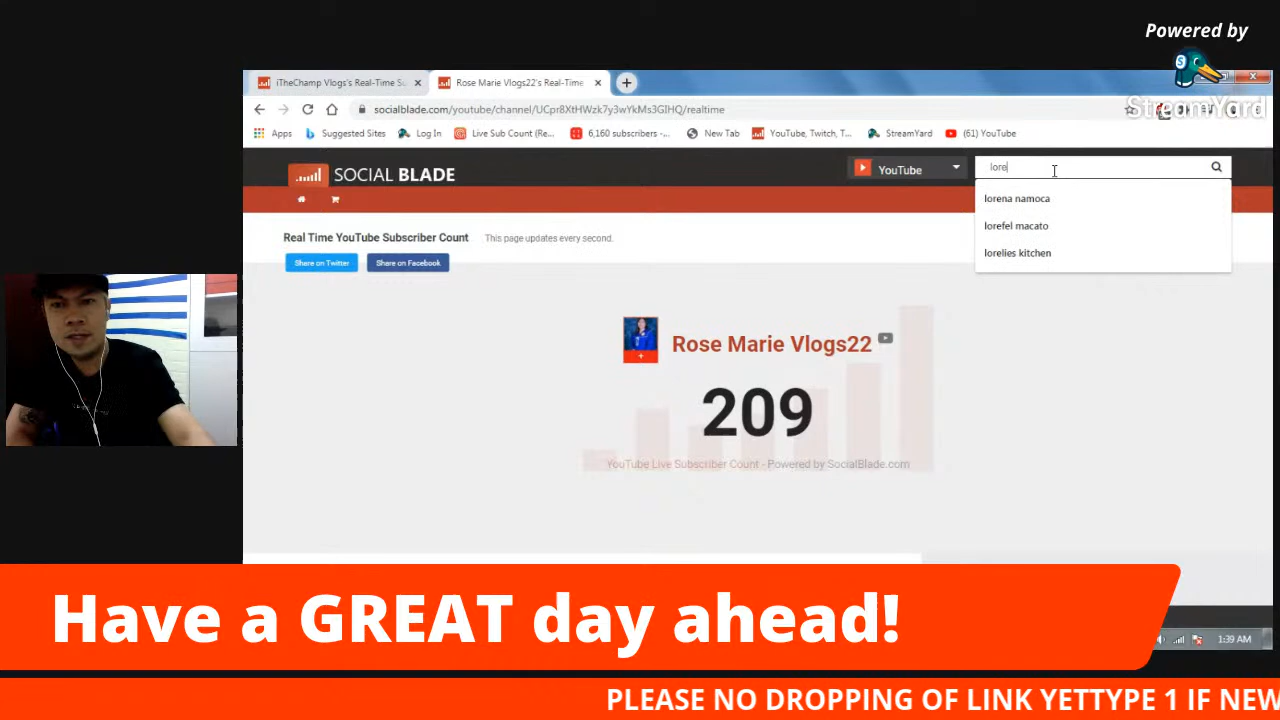 Powered by
StreamYard
iTheChamp Vlogs's Real-Time Su
Rose Marie Vlogs22's Real-Time
socialblade.com/youtube/channel/UCpr8XtHWzk7y3wYkMs3GIHQ/realtime
Apps
Suggested Sites
Log In
Live Sub Count (Re...
6,160 subscribers -...
New Tab
YouTube, Twitch, T...
StreamYard
(61) YouTube
SOCIAL BLADE
YouTube
lore
lorena namoca
lorefel macato
lorelies kitchen
Real Time YouTube Subscriber Count
This page updates every second.
Share on Twitter
Share on Facebook
Rose Marie Vlogs22
209
YouTube Live Subscriber Count - Powered by SocialBlade.com
1:39 AM
Have a GREAT day ahead!
PLEASE NO DROPPING OF LINK YETTYPE 1 IF NEW